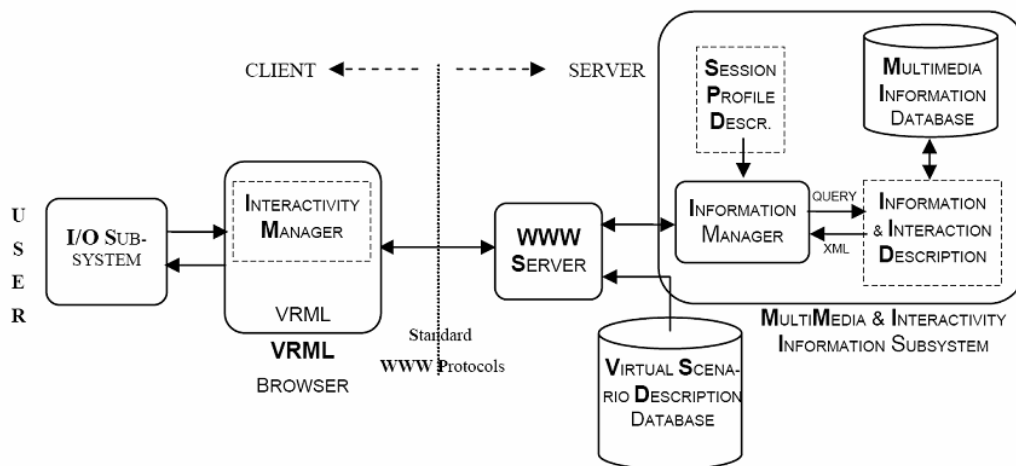 CLIENT
SERVER
SESSION
PROFILE
DESCR.
MULTIMEDIA
INFORMATION
DATABASE
U
S
E
R
I/O SUB-
SYSTEM
INTERACTIVITY
MANAGER
VRML
VRML
BROWSER
Standard
WWW Protocols
WWW
SERVER
INFORMATION
MANAGER
QUERY
XML
INFORMATION
& INTERACTION
DESCRIPTION
MULTIMEDIA & INTERACTIVITY
INFORMATION SUBSYSTEM
VIRTUAL SCENA-
RIO DESCRIPTION
DATABASE